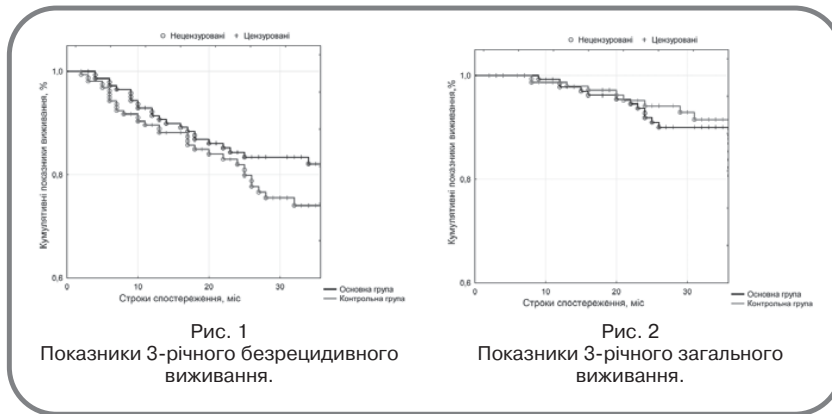 ○ Нецензуровані + Цензуровані
Кумулятивні показники виживання, %
1,0
0,8
0,6
0 10 20 30
Строки спостереження, міс
Основна група
Контрольна група
Рис. 1
Показники 3-річного безрецидивного
виживання.
○ Нецензуровані + Цензуровані
Кумулятивні показники виживання,%
1,0
0,8
0,6
0 10 20 30
Строки спостереження, міс
Основна група
Контрольна група
Рис. 2
Показники 3-річного загального
виживання.